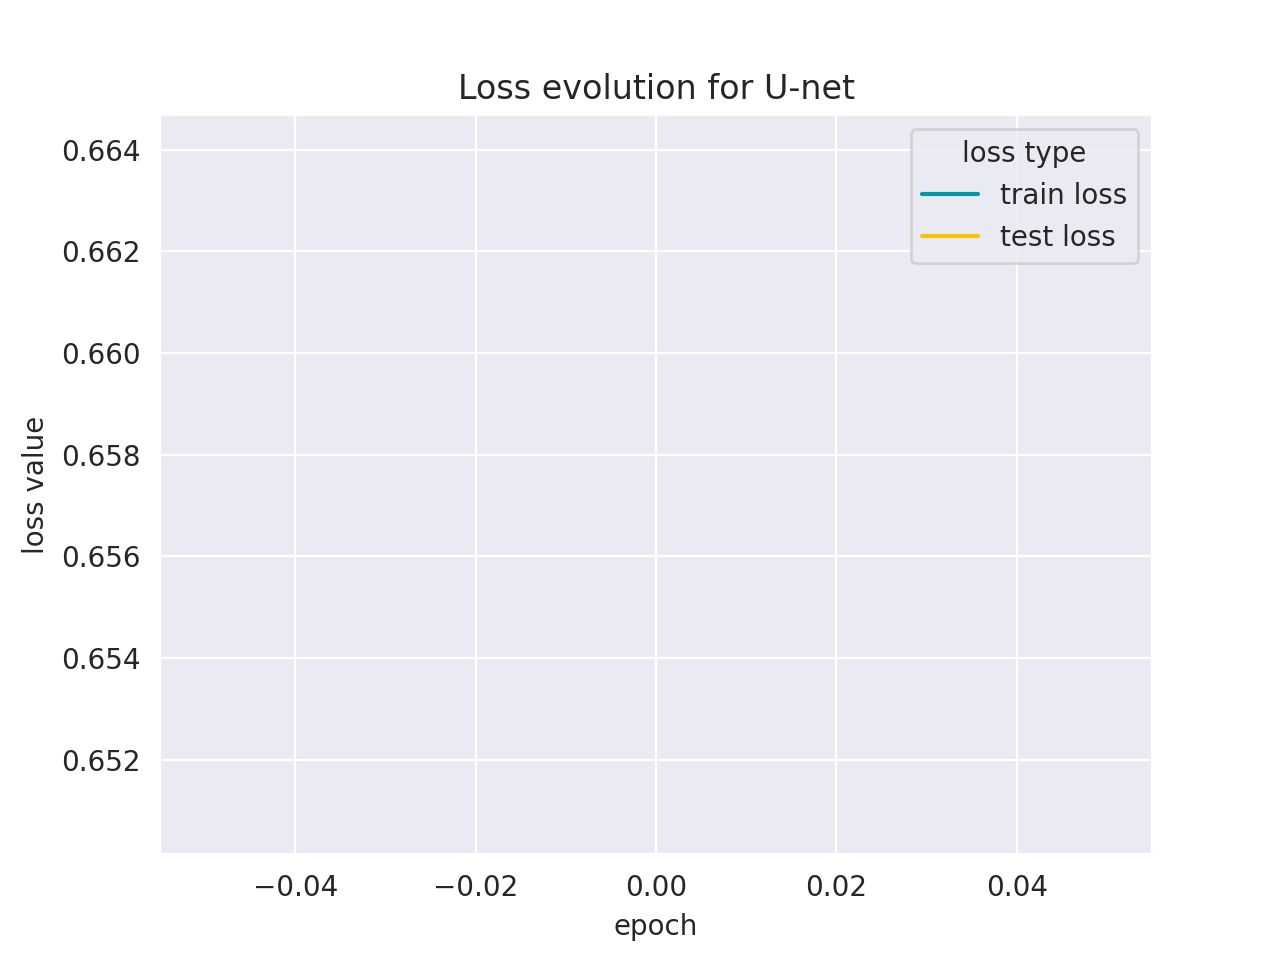 Loss evolution for U-net
loss type
train loss
test loss
0.664
0.662
0.660
0.658
0.656
0.654
0.652
loss value
−0.04
−0.02
0.00
0.02
0.04
epoch